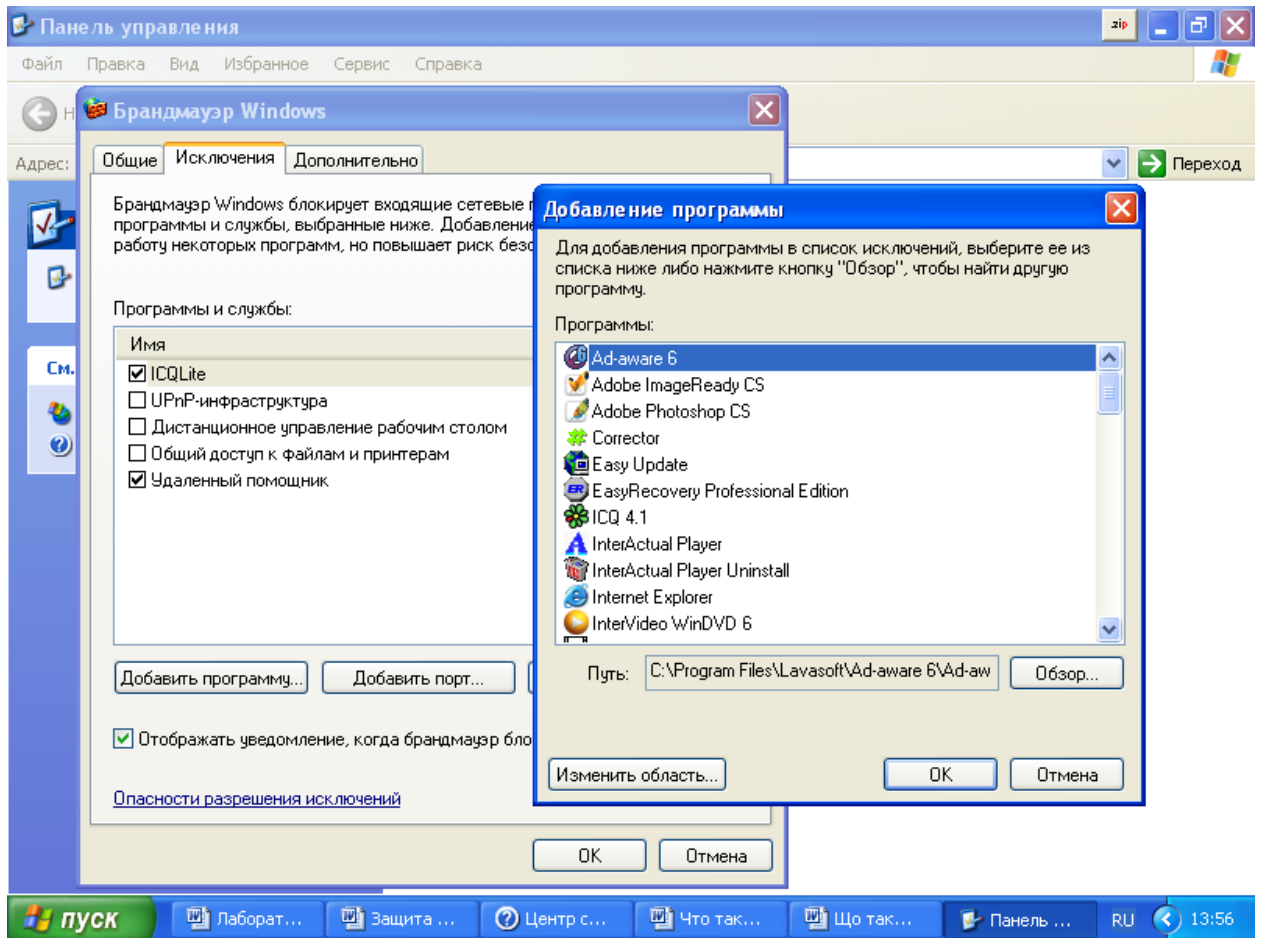 Панель управления
zip
Файл Правка Вид Избранное Сервис Справка
Н
Адрес:
Переход
См.
Брандмауэр Windows
Общие Исключения Дополнительно
Брандмауэр Windows блокирует входящие сетевые
программы и службы, выбранные ниже.
работу некоторых программ, но повышает риск
Программы и службы:
Имя
ICQLite
UPnP-инфраструктура
Дистанционное управление рабочим столом
Общий доступ к файлам и принтерам
Удаленный помощник
Добавить программу... Добавить порт...
Отображать уведомление, когда брандмауэр бло
Опасности разрешения исключений
OK Отмена
Добавление программы
Для добавления программы в список исключений, выберите ее из
списка ниже либо нажмите кнопку "Обзор", чтобы найти другую
программу.
Программы:
Ad-aware 6
Adobe ImageReady CS
Adobe Photoshop CS
Corrector
Easy Update
EasyRecovery Professional Edition
ICQ 4.1
InterActual Player
InterActual Player Uninstall
Internet Explorer
InterVideo WinDVD 6
Путь: C:\Program Files\Lavasoft\Ad-aware 6\Ad-aw Обзор...
Изменить область... OK Отмена
пуск Лаборат... Защита ... Центр с... Что так... Що так... Панель ... RU 13:56